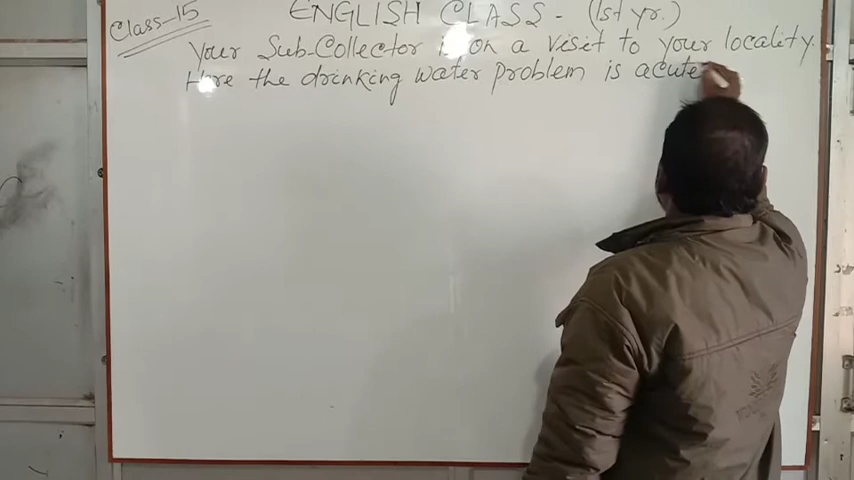 Class-15
ENGLISH CLASS - (1st yr.)
Your Sub-Collector is on a visit to your locality.
Here the drinking water problem is acute